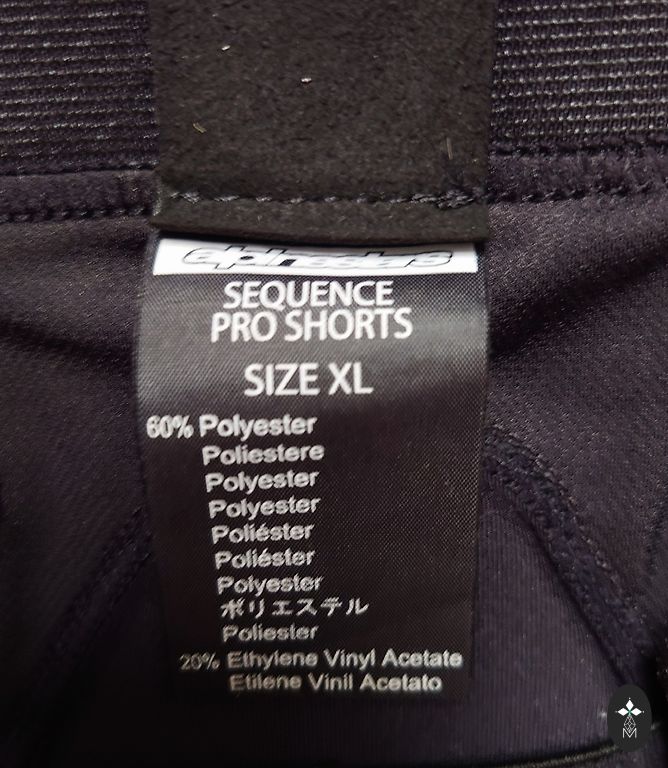 alpinestars
SEQUENCE
PRO SHORTS
SIZE XL
60% Polyester
Poliestere
Polyester
Polyester
Poliéster
Poliéster
Polyester
ポリエステル
Poliester
20% Ethylene Vinyl Acetate
Etilene Vinil Acetato
M